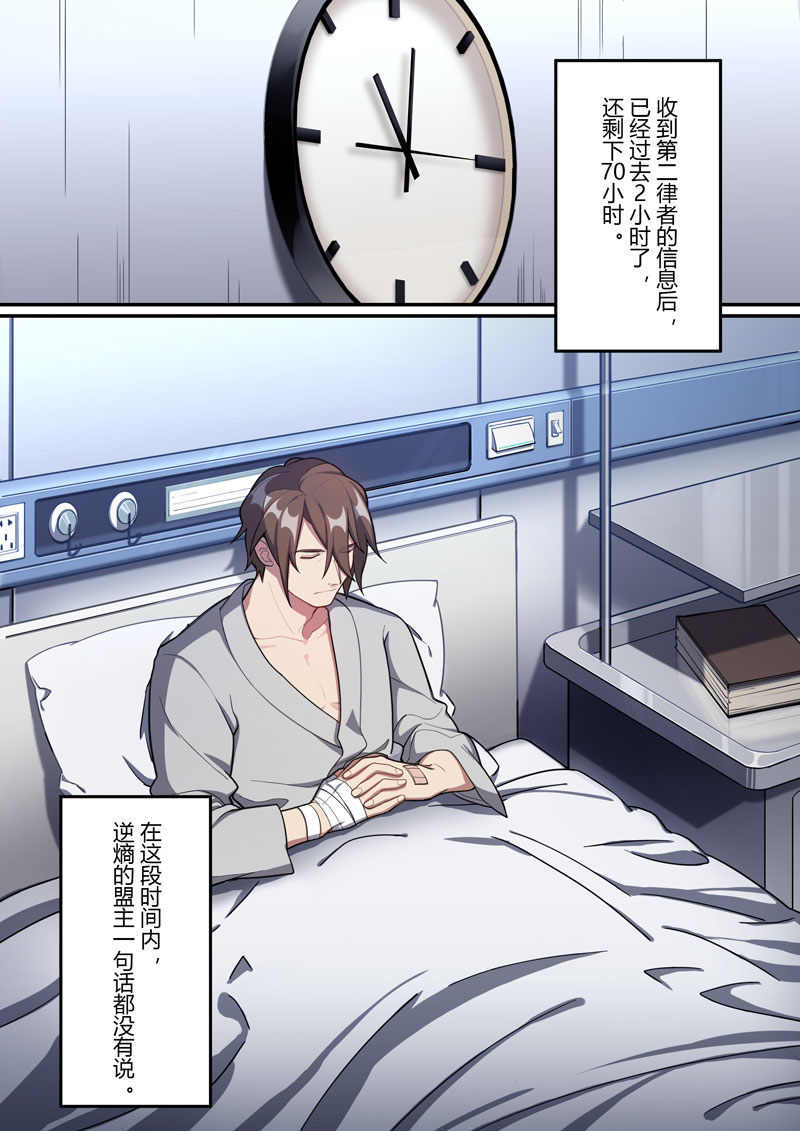 收到第二律者的信息后，
已经过去2小时了，
还剩下70小时。
在这段时间内，
逆熵的盟主一句话都没有说。